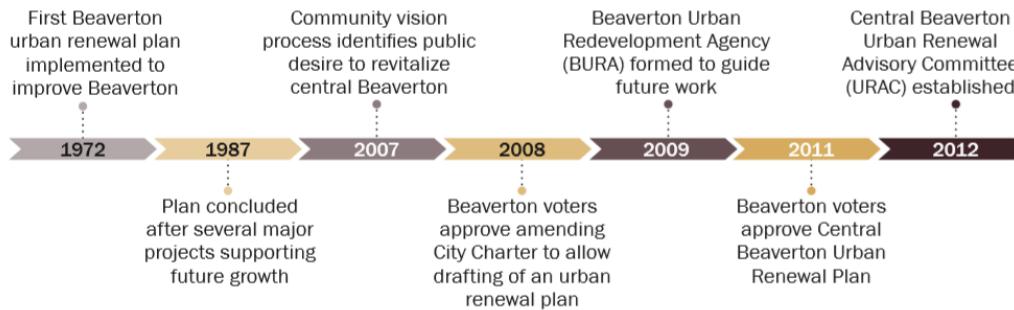 First Beaverton
urban renewal plan
implemented to
improve Beaverton
Community vision
process identifies public
desire to revitalize
central Beaverton
Beaverton Urban
Redevelopment Agency
(BURA) formed to guide
future work
Central Beaverton
Urban Renewal
Advisory Committee
(URAC) established
1972
1987
2007
2008
2009
2011
2012
Plan concluded
after several major
projects supporting
future growth
Beaverton voters
approve amending
City Charter to allow
drafting of an urban
renewal plan
Beaverton voters
approve Central
Beaverton Urban
Renewal Plan